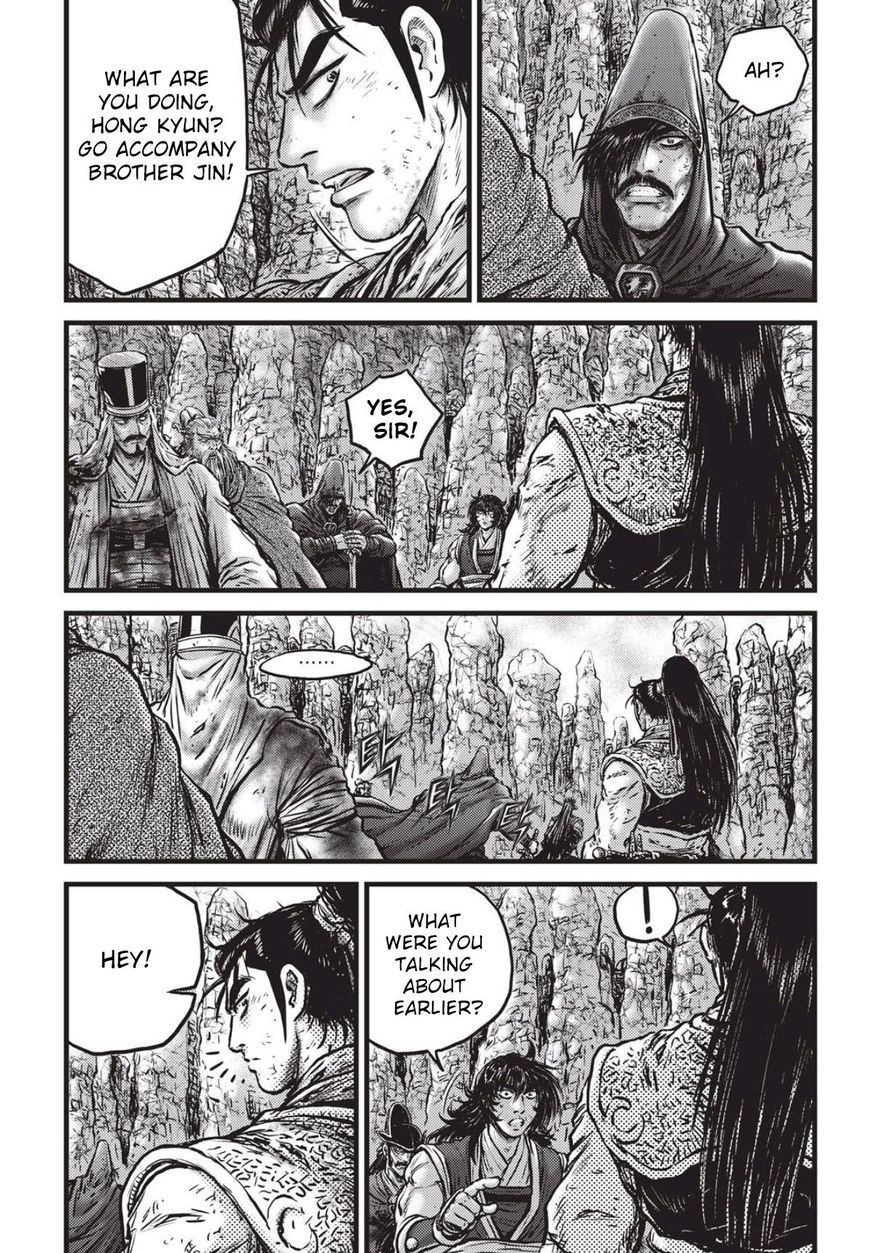 WHAT ARE
YOU DOING,
HONG KYUN?
GO ACCOMPANY
BROTHER JIN!
AH?
YES,
SIR!
......
HEY!
WHAT
WERE YOU
TALKING
ABOUT
EARLIER?
!